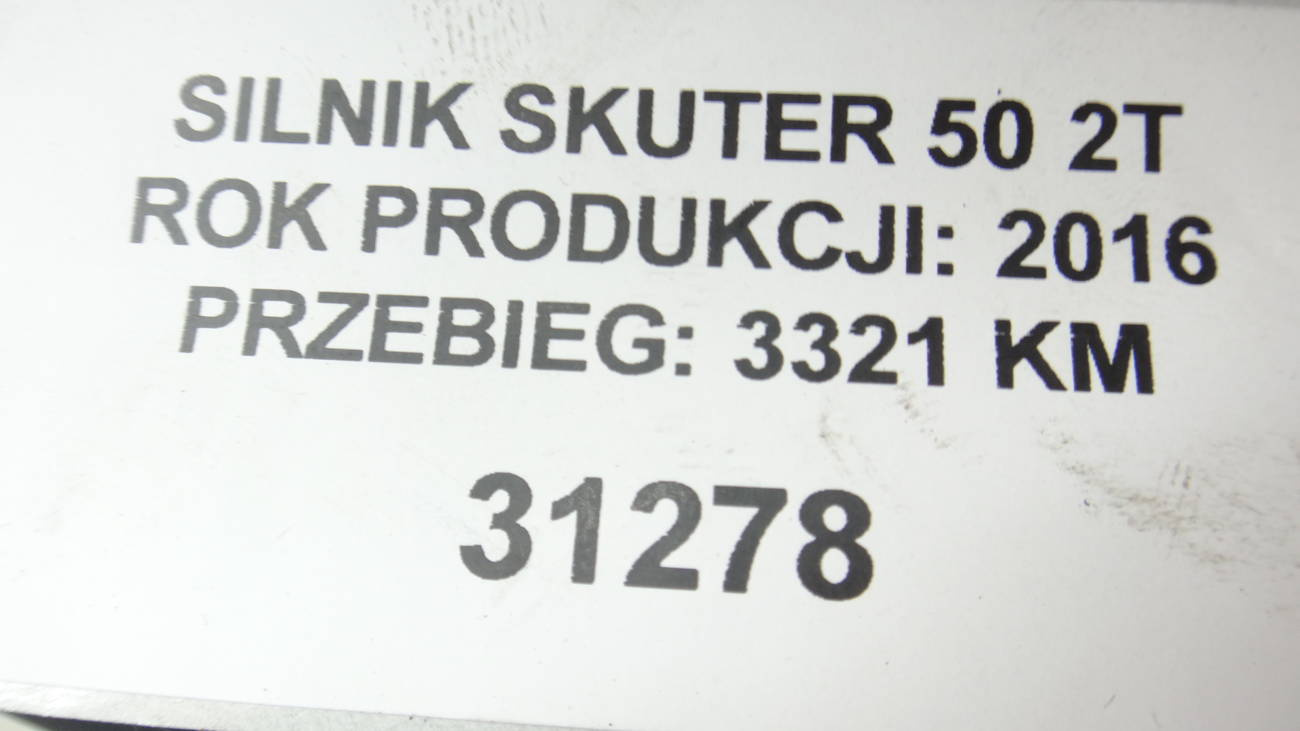 SILNIK SKUTER 50 2T
ROK PRODUKCJI: 2016
PRZEBIEG: 3321 KM
31278